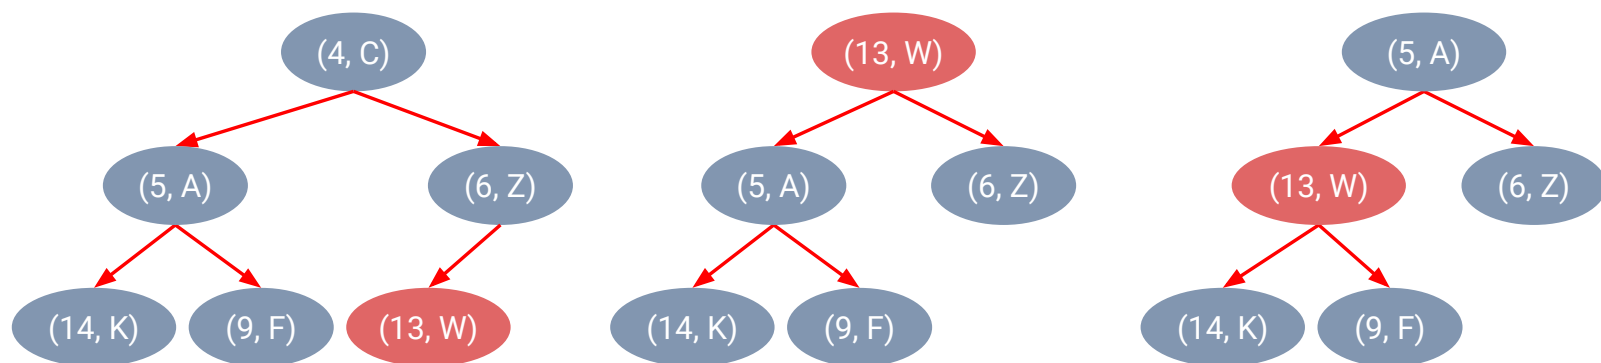 (4, C)
(13, W)
(5, A)
(5, A)
(6, Z)
(5, A)
(6, Z)
(13, W)
(6, Z)
(14, K)
(9, F)
(13, W)
(14, K)
(9, F)
(14, K)
(9, F)